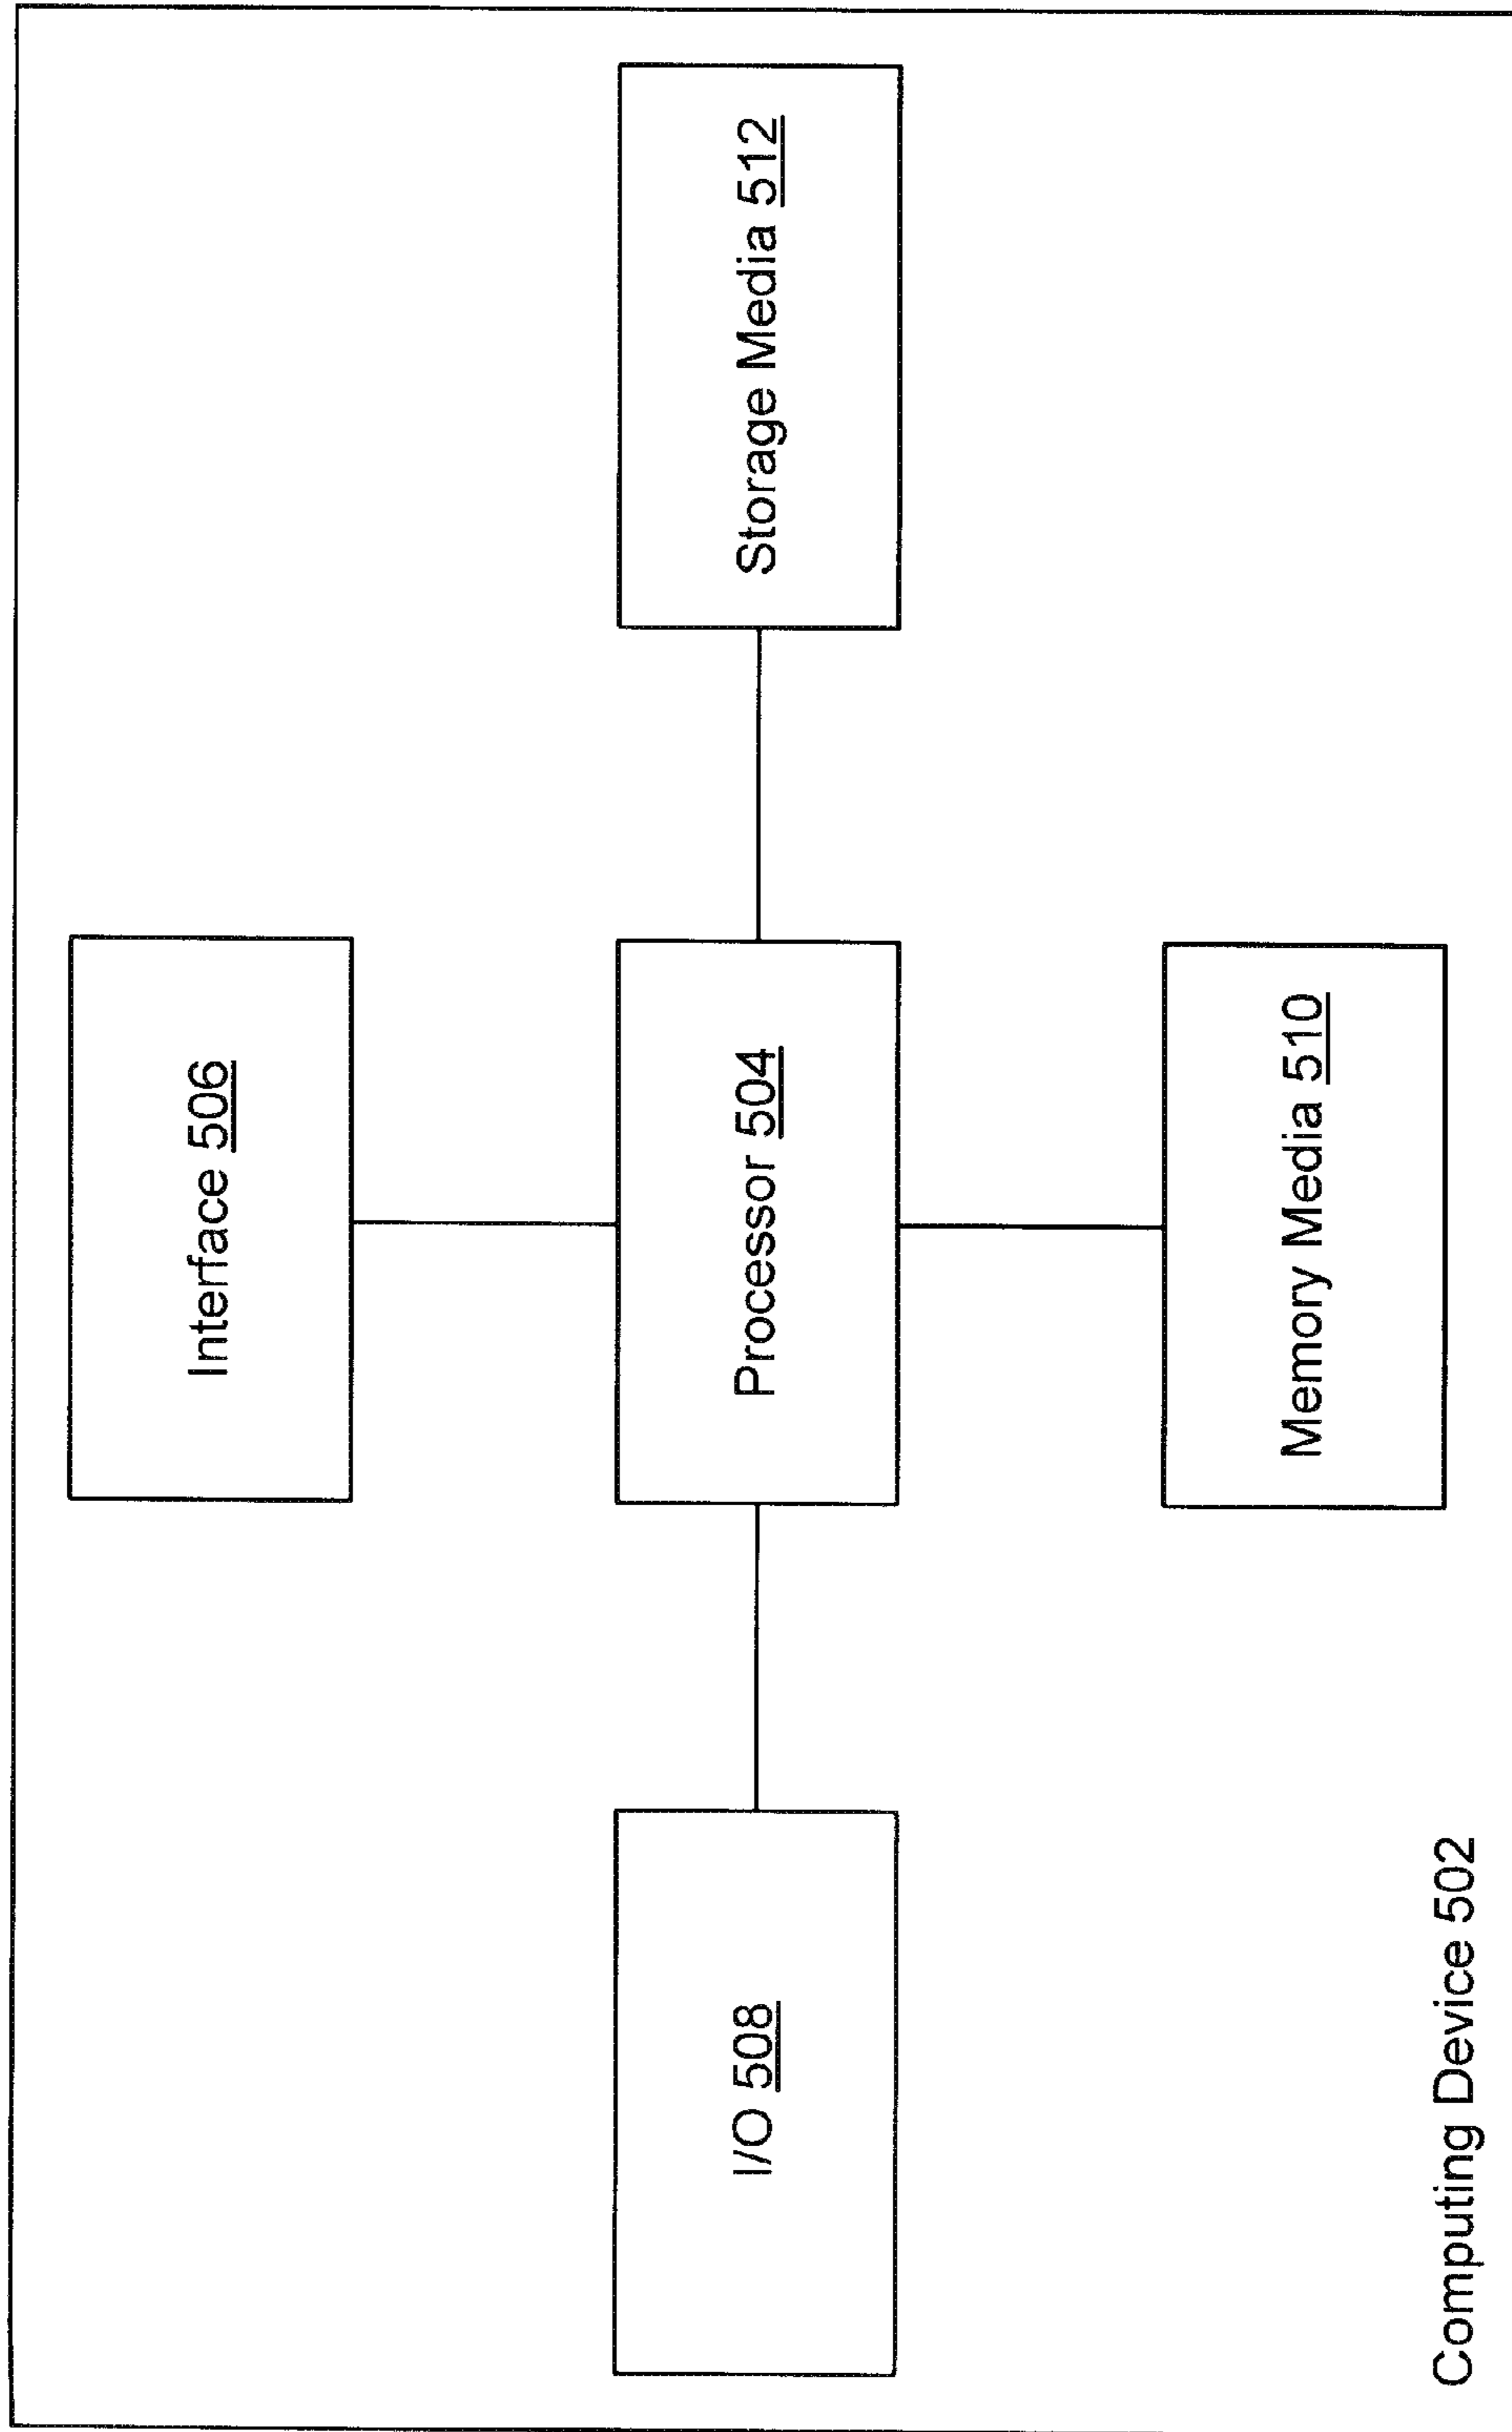 Interface 506
I/O 508
Processor 504
Storage Media 512
Memory Media 510
Computing Device 502